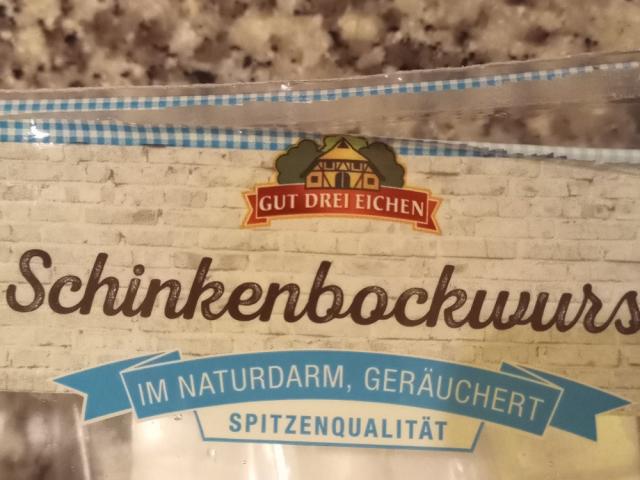 GUT DREI EICHEN
Schinkenbockwurs
IM NATURDARM, GERÄUCHERT
SPITZENQUALITÄT